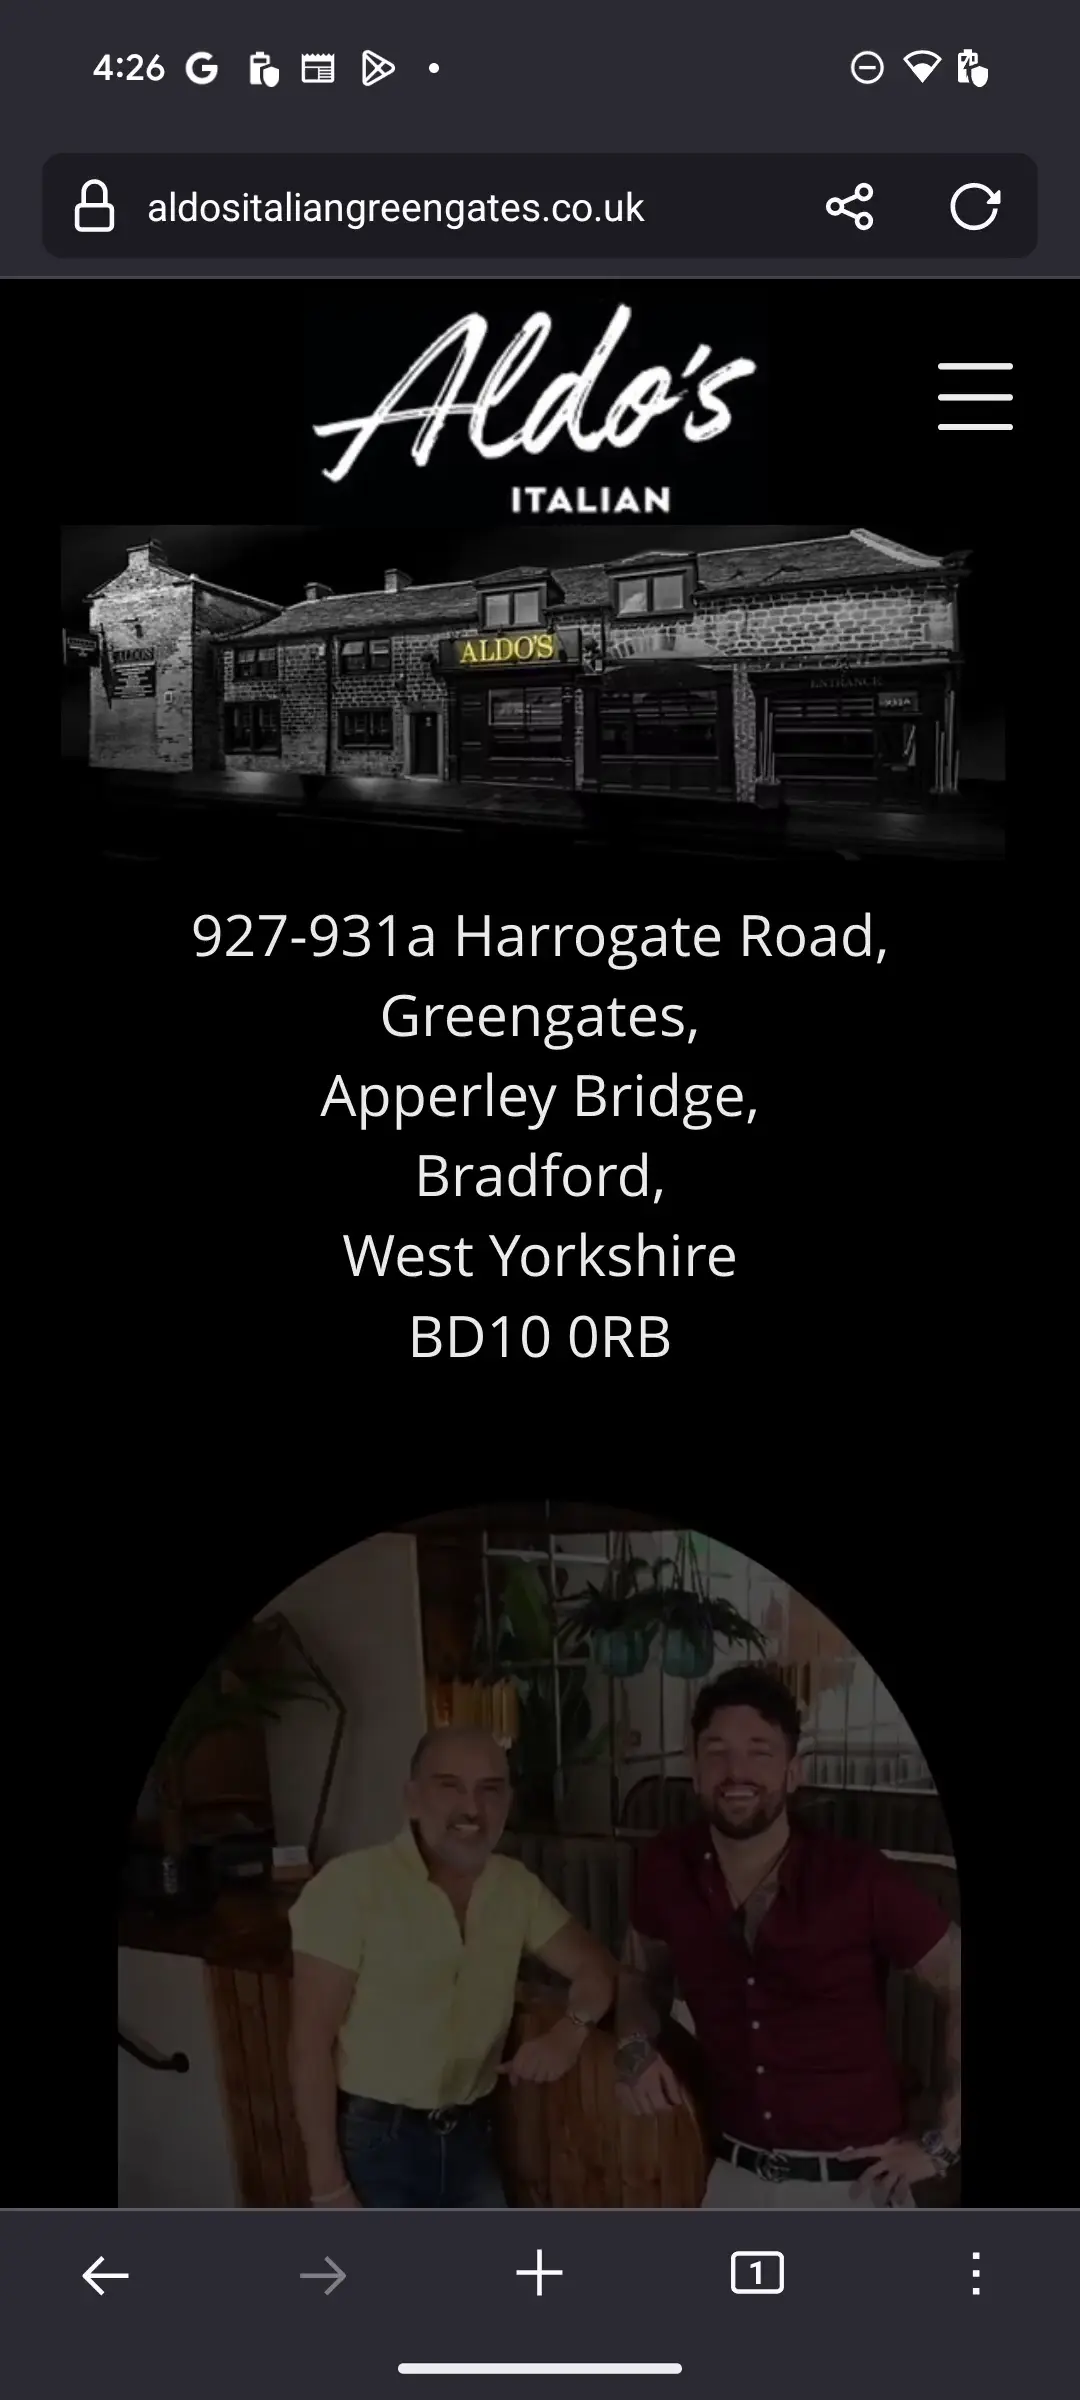 4:26
aldositaliangreengates.co.uk
Aldo's
ITALIAN
ALDO'S
ALDO'S
ENTRANCE
927-931a Harrogate Road,
Greengates,
Apperley Bridge,
Bradford,
West Yorkshire
BD10 0RB
1